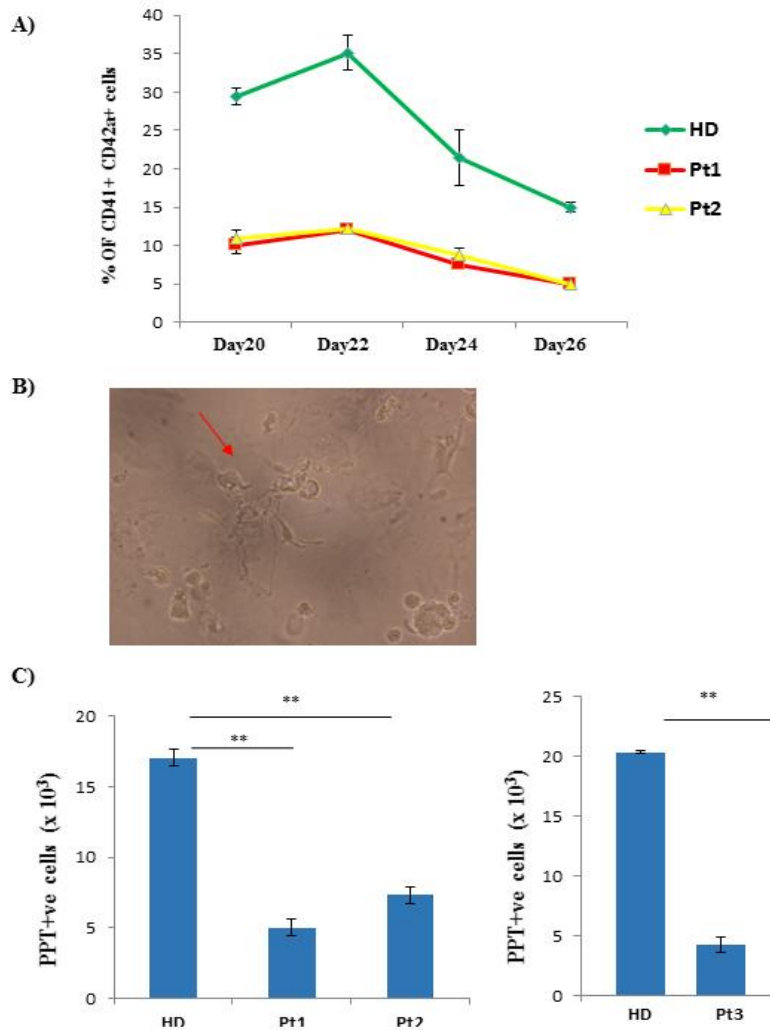 A)
% OF CD41+ CD42a+ cells
40
35
30
25
20
15
10
5
0
Day20 Day22 Day24 Day26
HD
Pt1
Pt2
B)
C)
PPT+ve cells (x 10³)
20
15
10
5
0
**
**
HD Pt1 Pt2
PPT+ve cells (x 10³)
25
20
15
10
5
0
**
HD Pt3